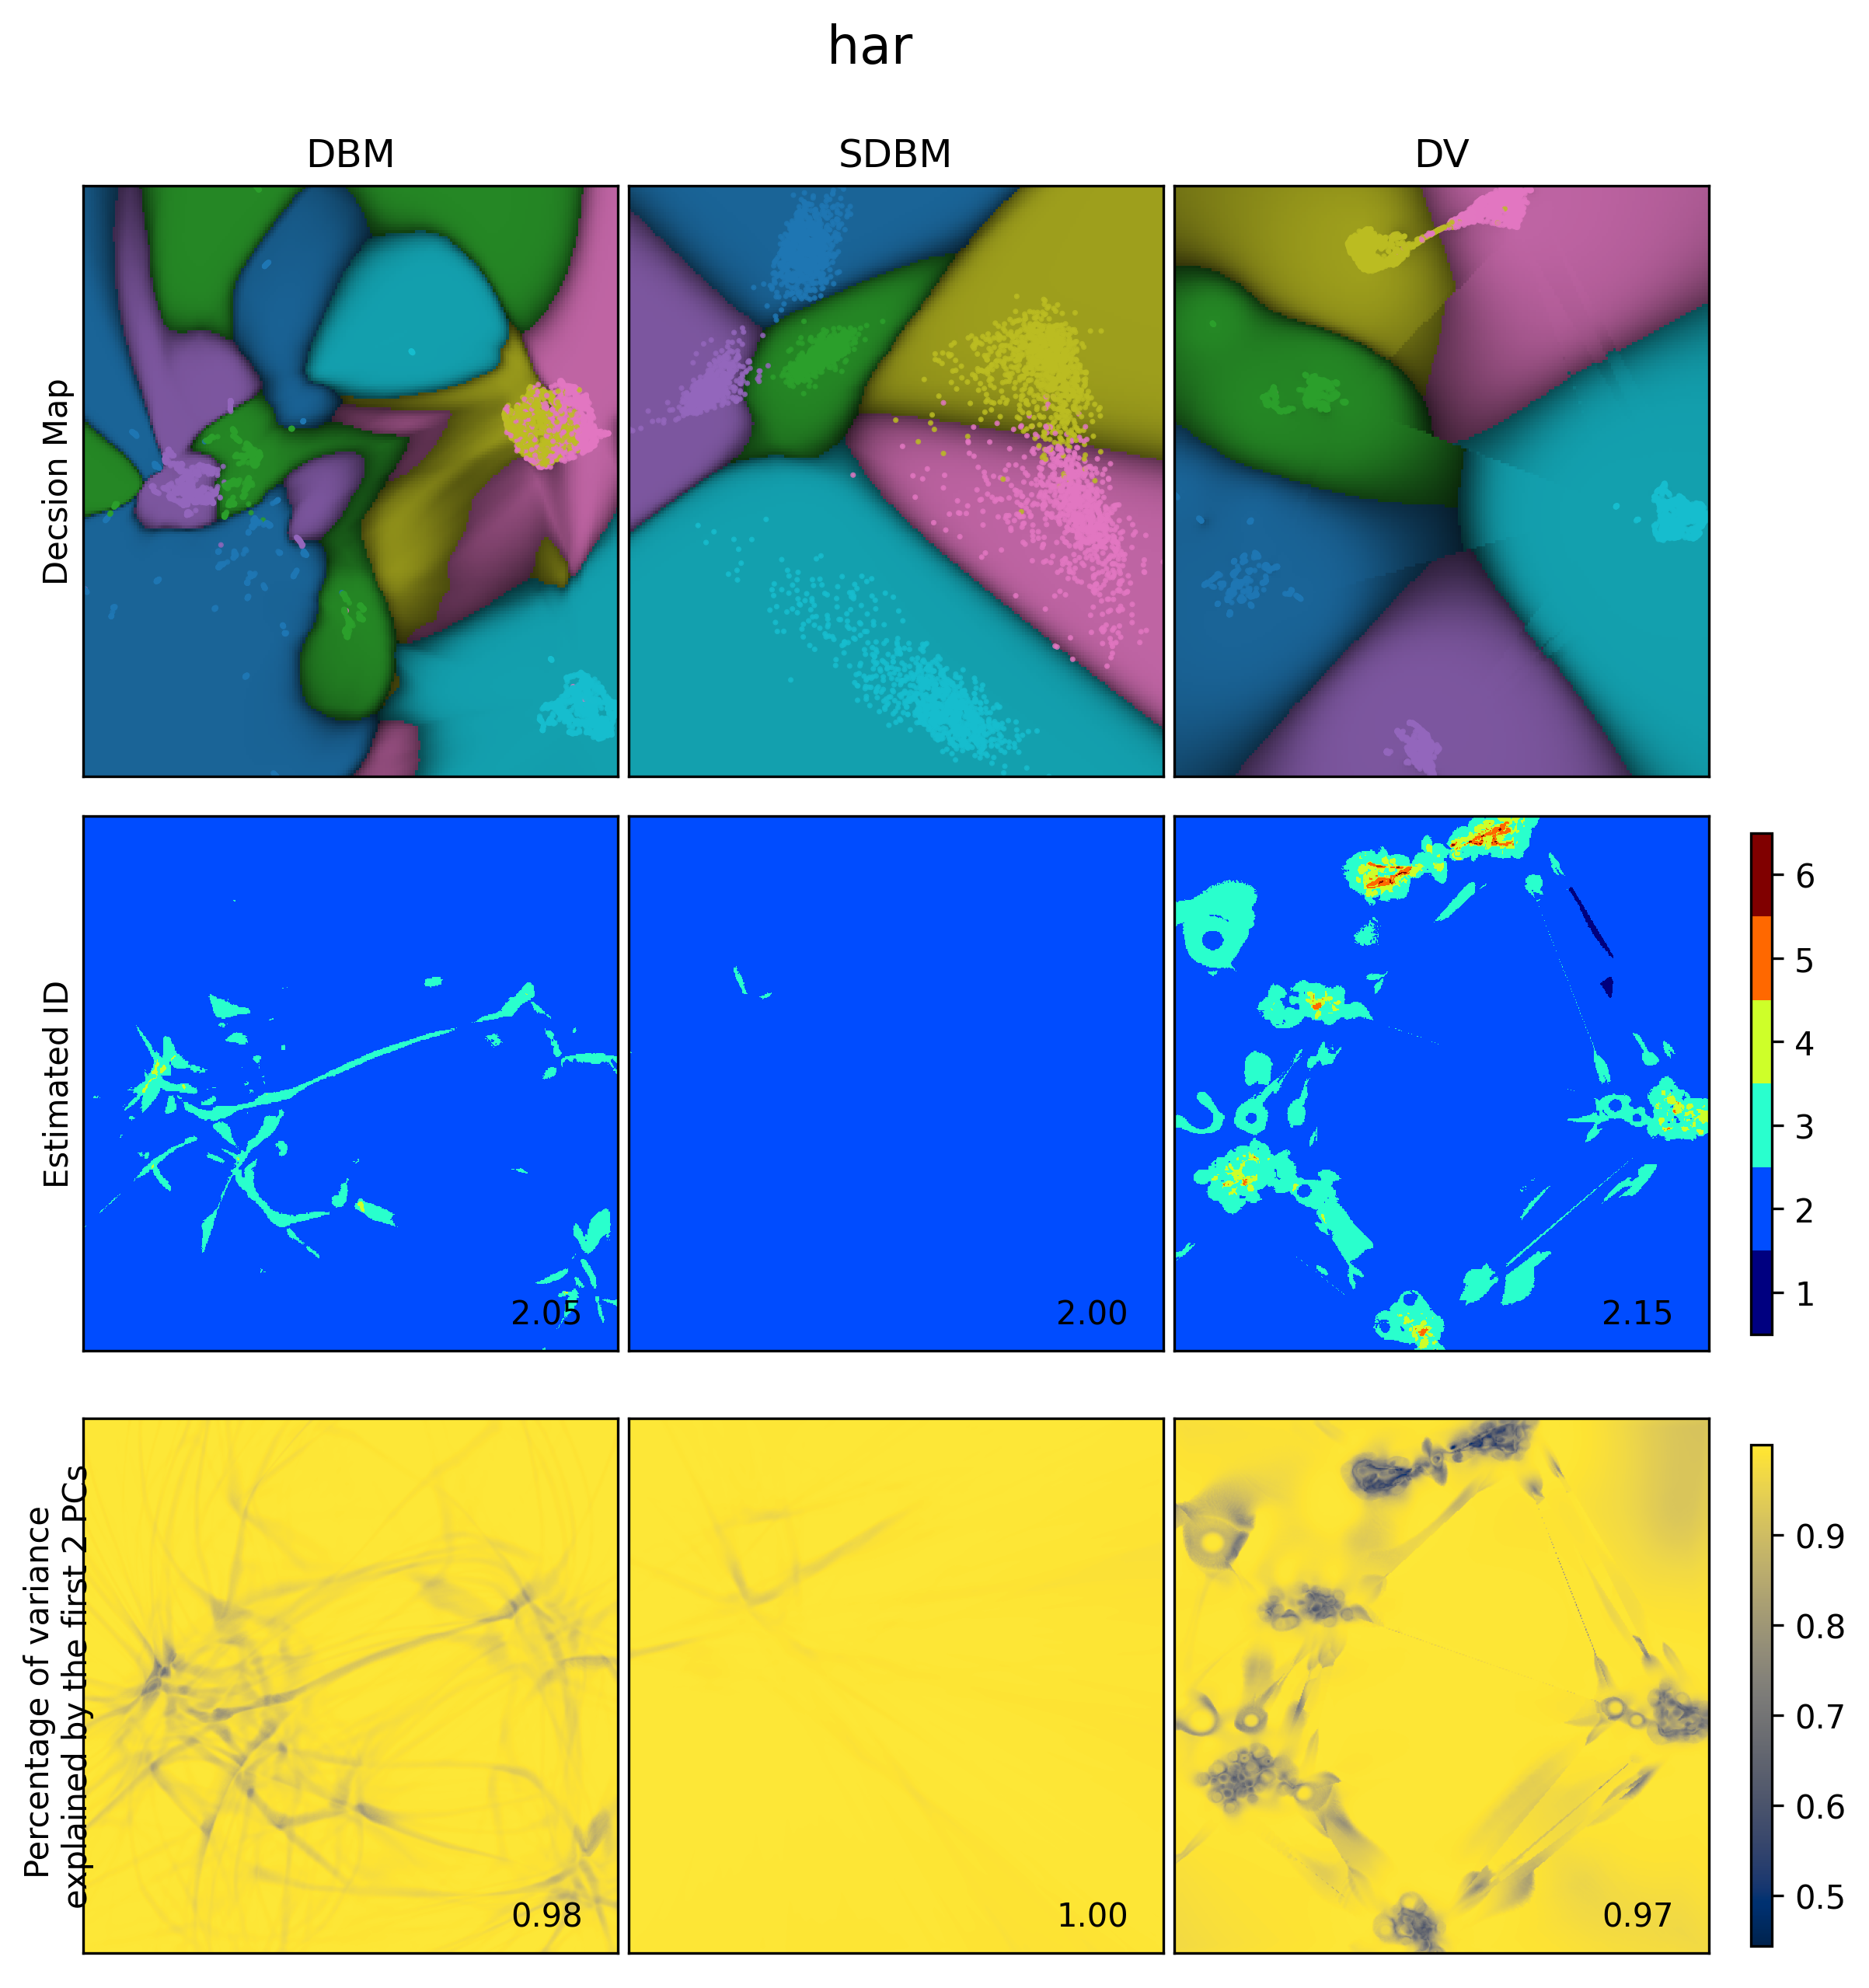 har
DBM
SDBM
DV
Decsion Map
Estimated ID
2.05
2.00
2.15
6
5
4
3
2
1
Percentage of variance
explained by the first 2 PCs
0.98
1.00
0.97
0.9
0.8
0.7
0.6
0.5